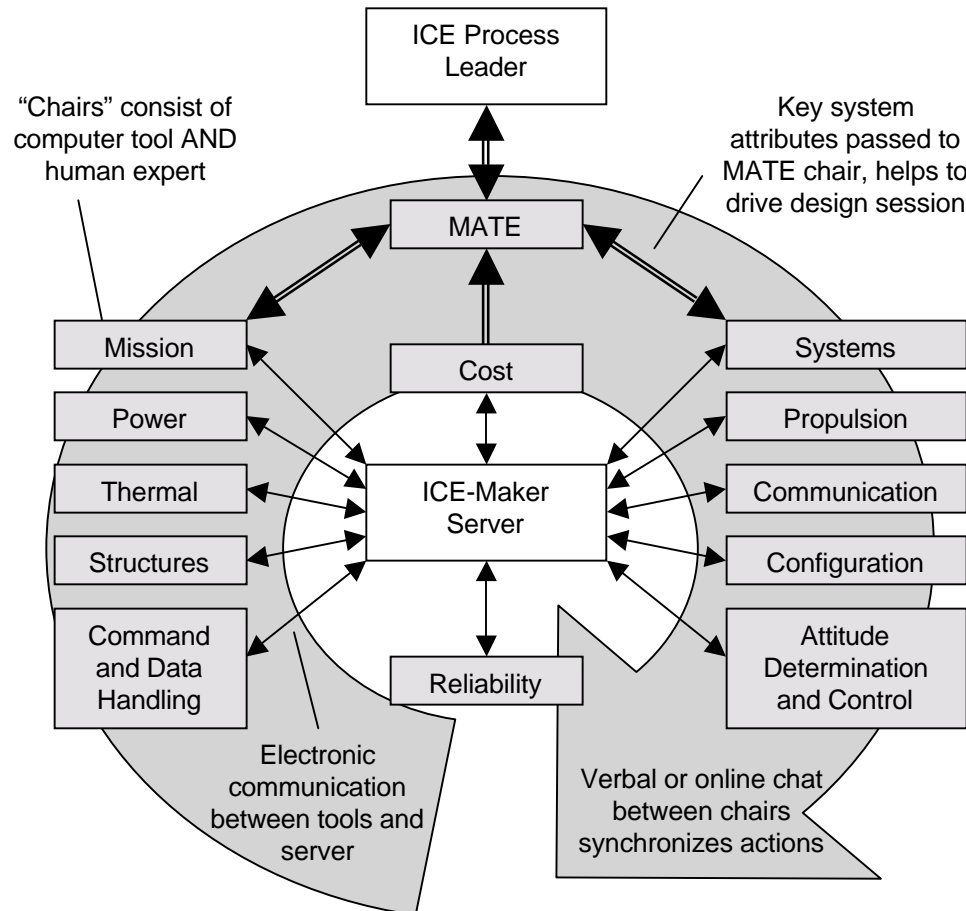 ICE Process
Leader
“Chairs” consist of
computer tool AND
human expert
Key system
attributes passed to
MATE chair, helps to
drive design session
MATE
Mission
Systems
Cost
Power
Propulsion
Thermal
ICE-Maker
Server
Communication
Structures
Configuration
Command
and Data
Handling
Reliability
Attitude
Determination
and Control
Electronic
communication
between tools and
server
Verbal or online chat
between chairs
synchronizes actions